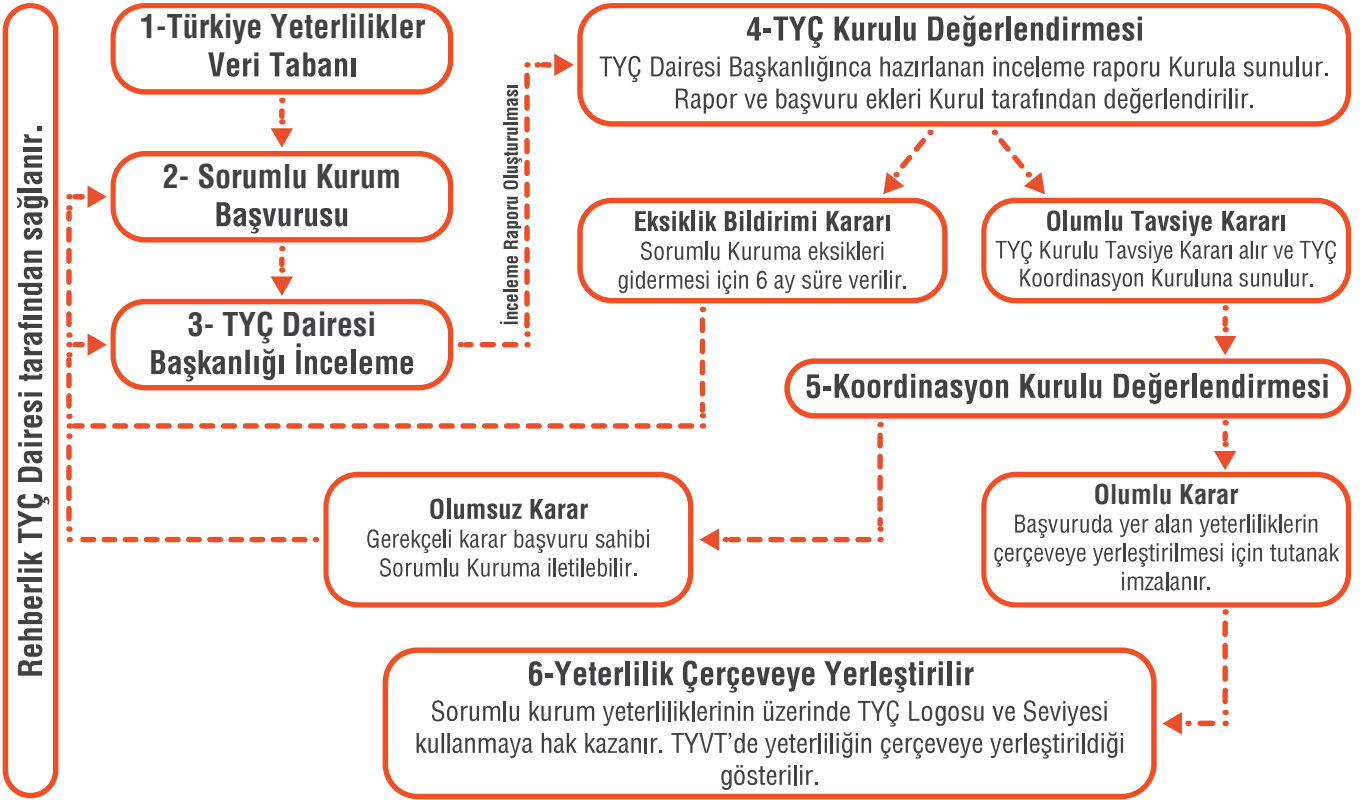 Rehberlik TYÇ Dairesi tarafından sağlanır.
1-Türkiye Yeterlilikler
Veri Tabanı
2- Sorumlu Kurum
Başvurusu
3- TYÇ Dairesi
Başkanlığı İnceleme
İnceleme Raporu Oluşturulması
4-TYÇ Kurulu Değerlendirmesi
TYÇ Dairesi Başkanlığınca hazırlanan inceleme raporu Kurula sunulur.
Rapor ve başvuru ekleri Kurul tarafından değerlendirilir.
Eksiklik Bildirimi Kararı
Sorumlu Kuruma eksikleri
gidermesi için 6 ay süre verilir.
Olumlu Tavsiye Kararı
TYÇ Kurulu Tavsiye Kararı alır ve TYÇ
Koordinasyon Kuruluna sunulur.
5-Koordinasyon Kurulu Değerlendirmesi
Olumsuz Karar
Gerekçeli karar başvuru sahibi
Sorumlu Kuruma iletilebilir.
Olumlu Karar
Başvuruda yer alan yeterliliklerin
çerçeveye yerleştirilmesi için tutanak
imzalanır.
6-Yeterlilik Çerçeveye Yerleştirilir
Sorumlu kurum yeterliliklerinin üzerinde TYÇ Logosu ve Seviyesi
kullanmaya hak kazanır. TYVT’de yeterliliğin çerçeveye yerleştirildiği
gösterilir.